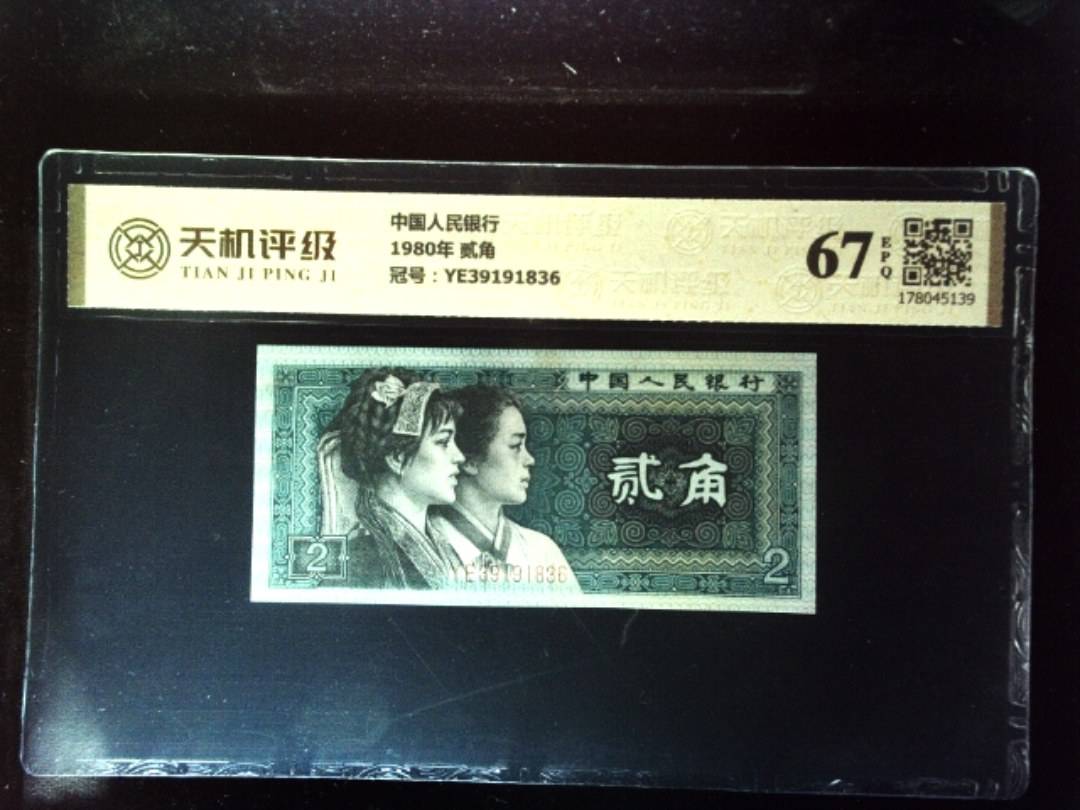 天机评级
TIAN JI PING JI
中国人民银行
1980年 贰角
冠号：YE39191836
67
EPQ
178045139
中国人民银行
贰角
2
2
YE39191836